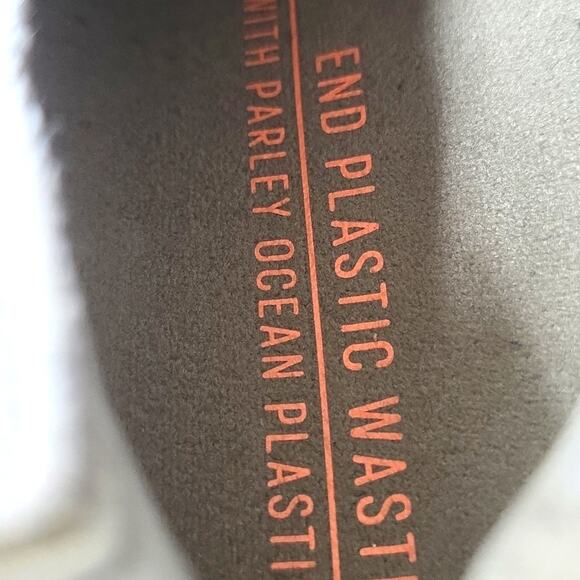 END PLASTIC WAST
WITH PARLEY OCEAN PLASTI